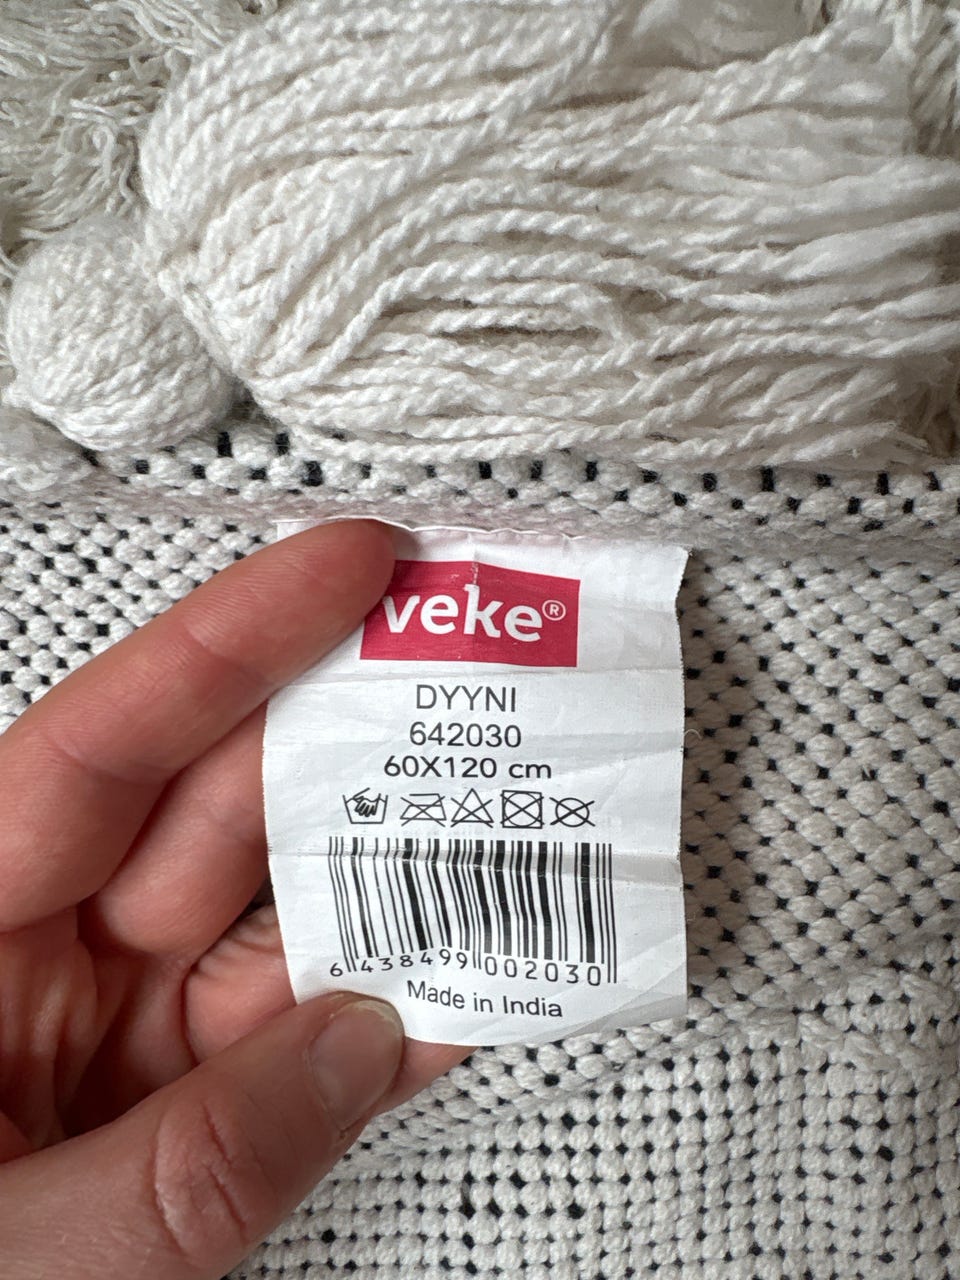 veke®
DYYNI
642030
60X120 cm
6 438499 002030
Made in India